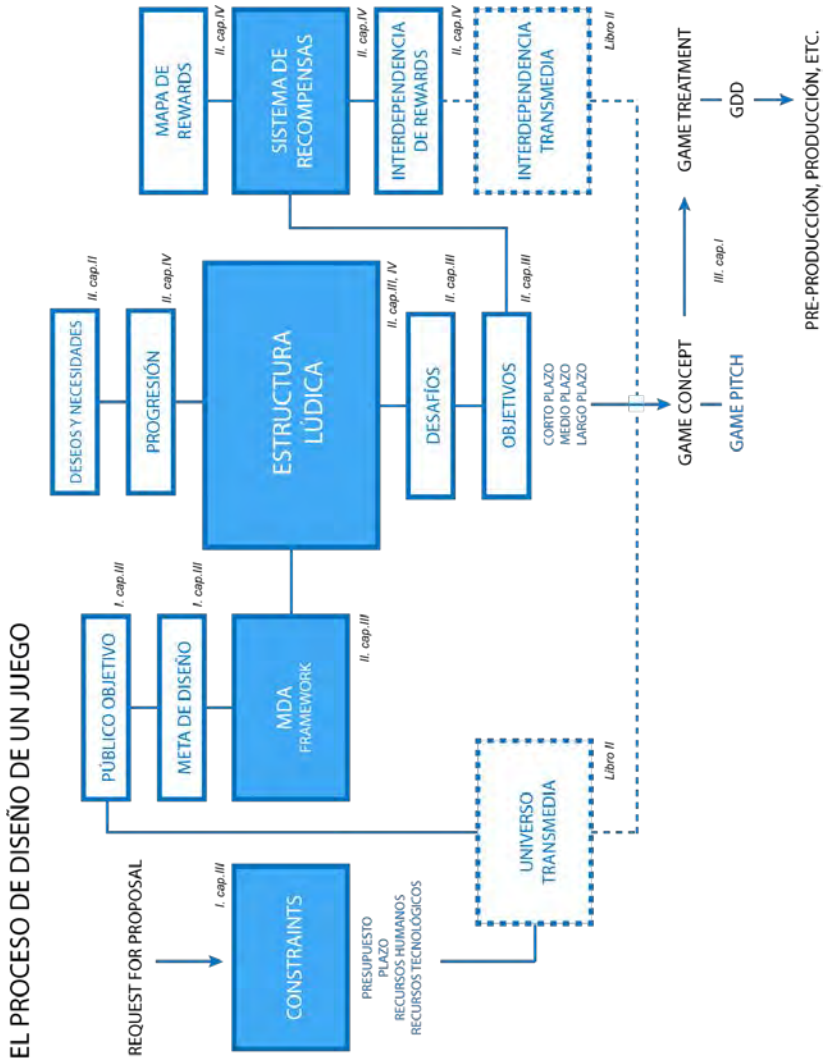 EL PROCESO DE DISEÑO DE UN JUEGO
REQUEST FOR PROPOSAL
CONSTRAINTS
I. cap.III
PRESUPUESTO
PLAZO
RECURSOS HUMANOS
RECURSOS TECNOLÓGICOS
UNIVERSO
TRANSMEDIA
Libro II
PÚBLICO OBJETIVO
I. cap.III
META DE DISEÑO
I. cap.III
MDA
FRAMEWORK
II. cap.III
DESEOS Y NECESIDADES
II. cap.II
PROGRESIÓN
II. cap.IV
ESTRUCTURA
LÚDICA
II. cap.III, IV
DESAFÍOS
II. cap.III
OBJETIVOS
II. cap.III
CORTO PLAZO
MEDIO PLAZO
LARGO PLAZO
MAPA DE
REWARDS
II. cap.IV
SISTEMA DE
RECOMPENSAS
II. cap.IV
INTERDEPENDENCIA
DE REWARDS
II. cap.IV
INTERDEPENDENCIA
TRANSMEDIA
Libro II
GAME CONCEPT
GAME PITCH
III. cap.I
GAME TREATMENT
GDD
PRE-PRODUCCIÓN, PRODUCCIÓN, ETC.